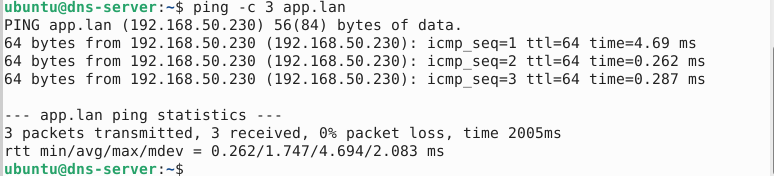 ubuntu@dns-server:~$ ping -c 3 app.lan
PING app.lan (192.168.50.230) 56(84) bytes of data.
64 bytes from 192.168.50.230 (192.168.50.230): icmp_seq=1 ttl=64 time=4.69 ms
64 bytes from 192.168.50.230 (192.168.50.230): icmp_seq=2 ttl=64 time=0.262 ms
64 bytes from 192.168.50.230 (192.168.50.230): icmp_seq=3 ttl=64 time=0.287 ms

--- app.lan ping statistics ---
3 packets transmitted, 3 received, 0% packet loss, time 2005ms
rtt min/avg/max/mdev = 0.262/1.747/4.694/2.083 ms
ubuntu@dns-server:~$